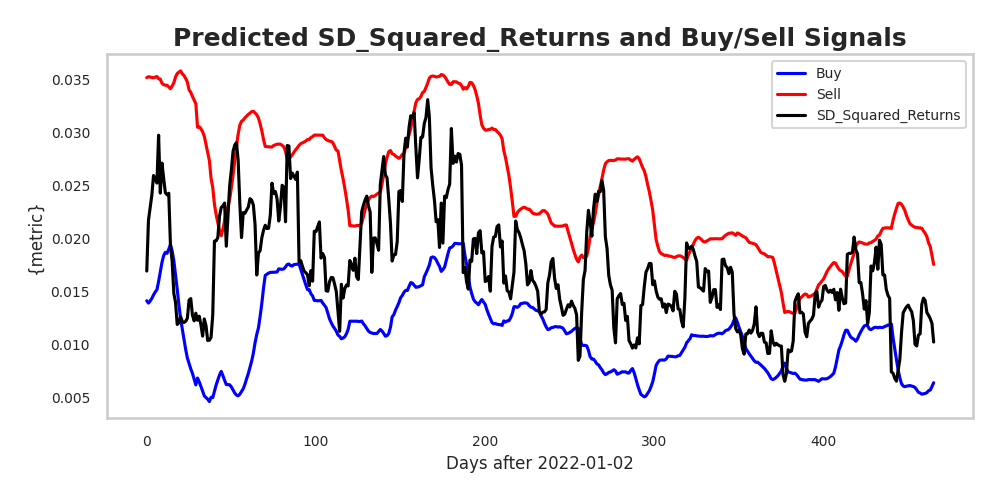 Predicted SD_Squared_Returns and Buy/Sell Signals
Buy
Sell
SD_Squared_Returns
{metric}
0.035
0.030
0.025
0.020
0.015
0.010
0.005
0 100 200 300 400
Days after 2022-01-02